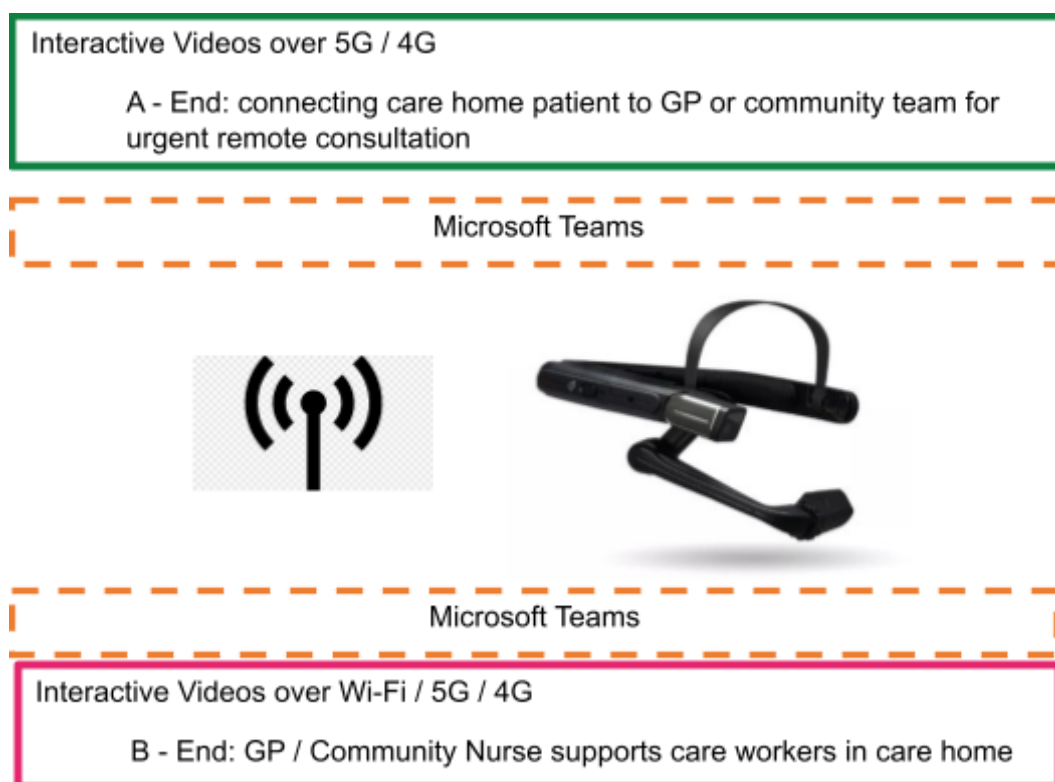 Interactive Videos over 5G / 4G
A - End: connecting care home patient to GP or community team for
urgent remote consultation
Microsoft Teams
Microsoft Teams
Interactive Videos over Wi-Fi / 5G / 4G
B - End: GP / Community Nurse supports care workers in care home